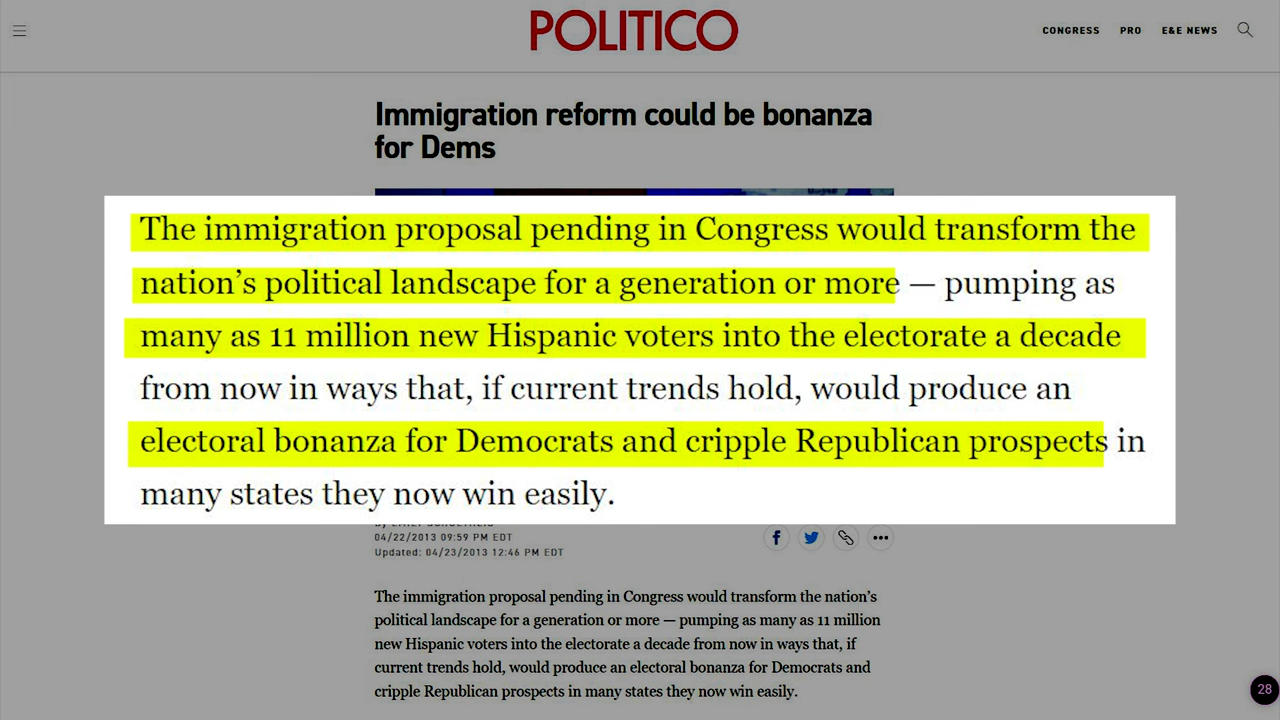 POLITICO
CONGRESS PRO E&E NEWS
Immigration reform could be bonanza
for Dems
The immigration proposal pending in Congress would transform the
nation’s political landscape for a generation or more — pumping as
many as 11 million new Hispanic voters into the electorate a decade
from now in ways that, if current trends hold, would produce an
electoral bonanza for Democrats and cripple Republican prospects in
many states they now win easily.
04/22/2013 09:59 PM EDT
Updated: 04/23/2013 12:46 PM EDT
The immigration proposal pending in Congress would transform the nation’s
political landscape for a generation or more — pumping as many as 11 million
new Hispanic voters into the electorate a decade from now in ways that, if
current trends hold, would produce an electoral bonanza for Democrats and
cripple Republican prospects in many states they now win easily.
28